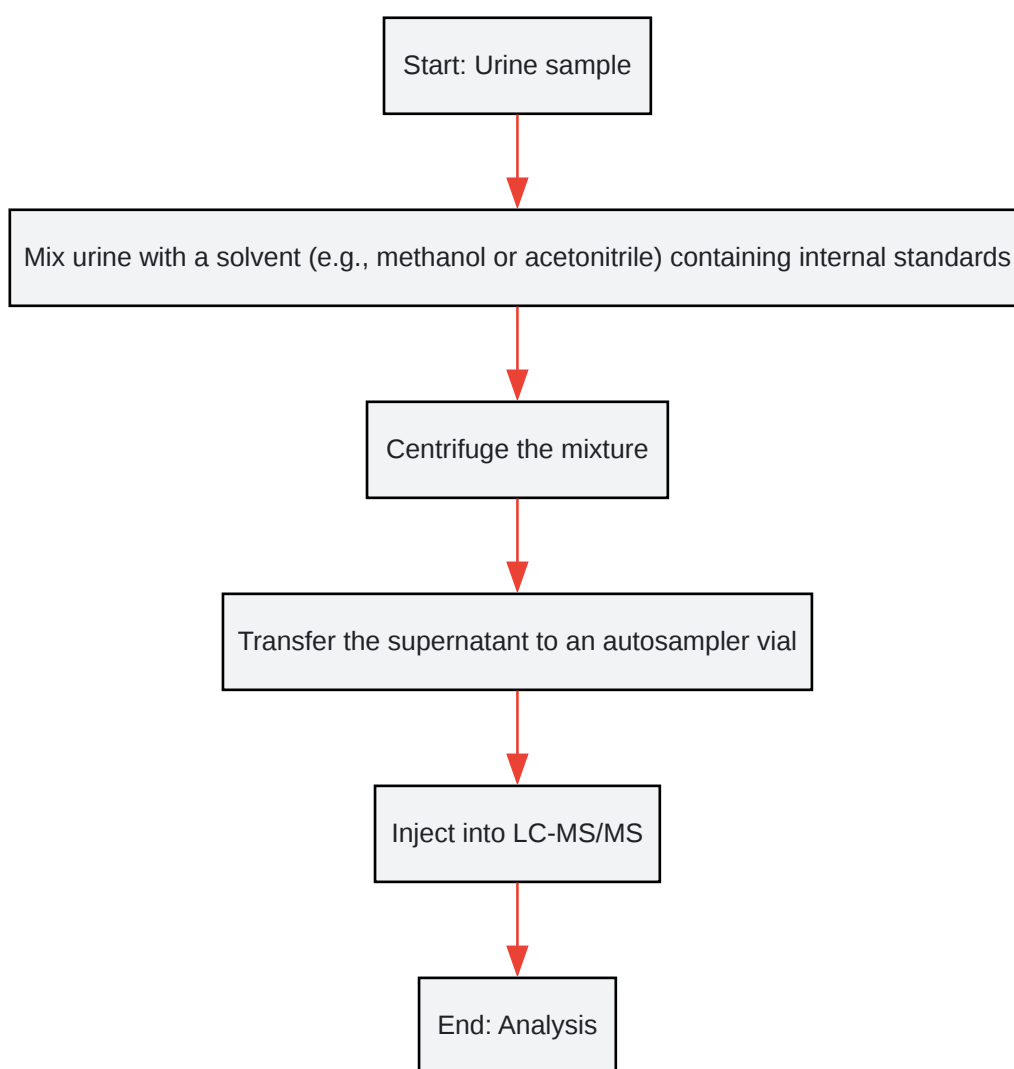 Start: Urine sample
Mix urine with a solvent (e.g., methanol or acetonitrile) containing internal standards
Centrifuge the mixture
Transfer the supernatant to an autosampler vial
Inject into LC-MS/MS
End: Analysis